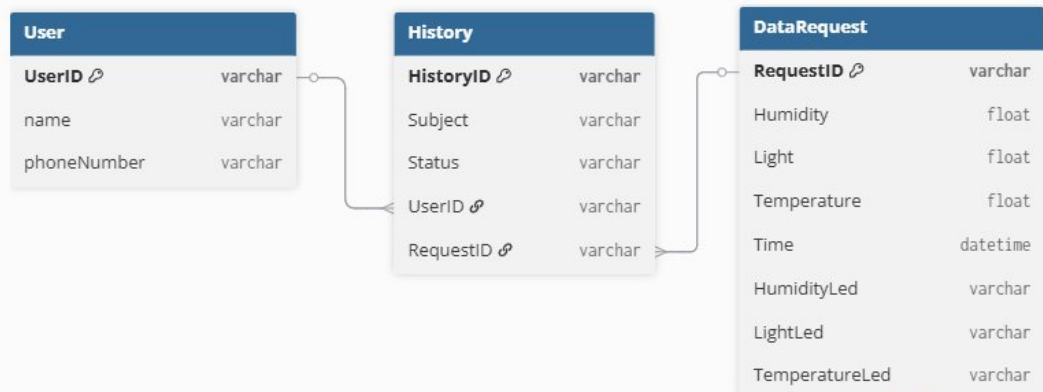 User
UserID varchar
name varchar
phoneNumber varchar
History
HistoryID varchar
Subject varchar
Status varchar
UserID varchar
RequestID varchar
DataRequest
RequestID varchar
Humidity float
Light float
Temperature float
Time datetime
HumidityLed varchar
LightLed varchar
TemperatureLed varchar